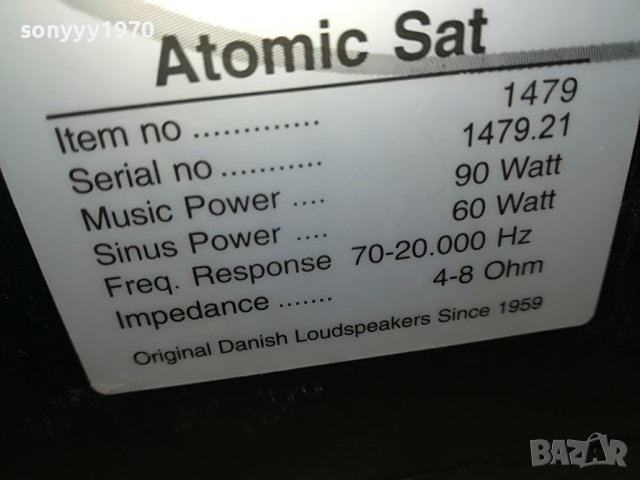 sonyyy1970
Atomic Sat
Item no ............. 1479
Serial no ........... 1479.21
Music Power .... 90 Watt
Sinus Power .... 60 Watt
Freq. Response 70-20.000 Hz
Impedance ....... 4-8 Ohm
Original Danish Loudspeakers Since 1959
BAZAR